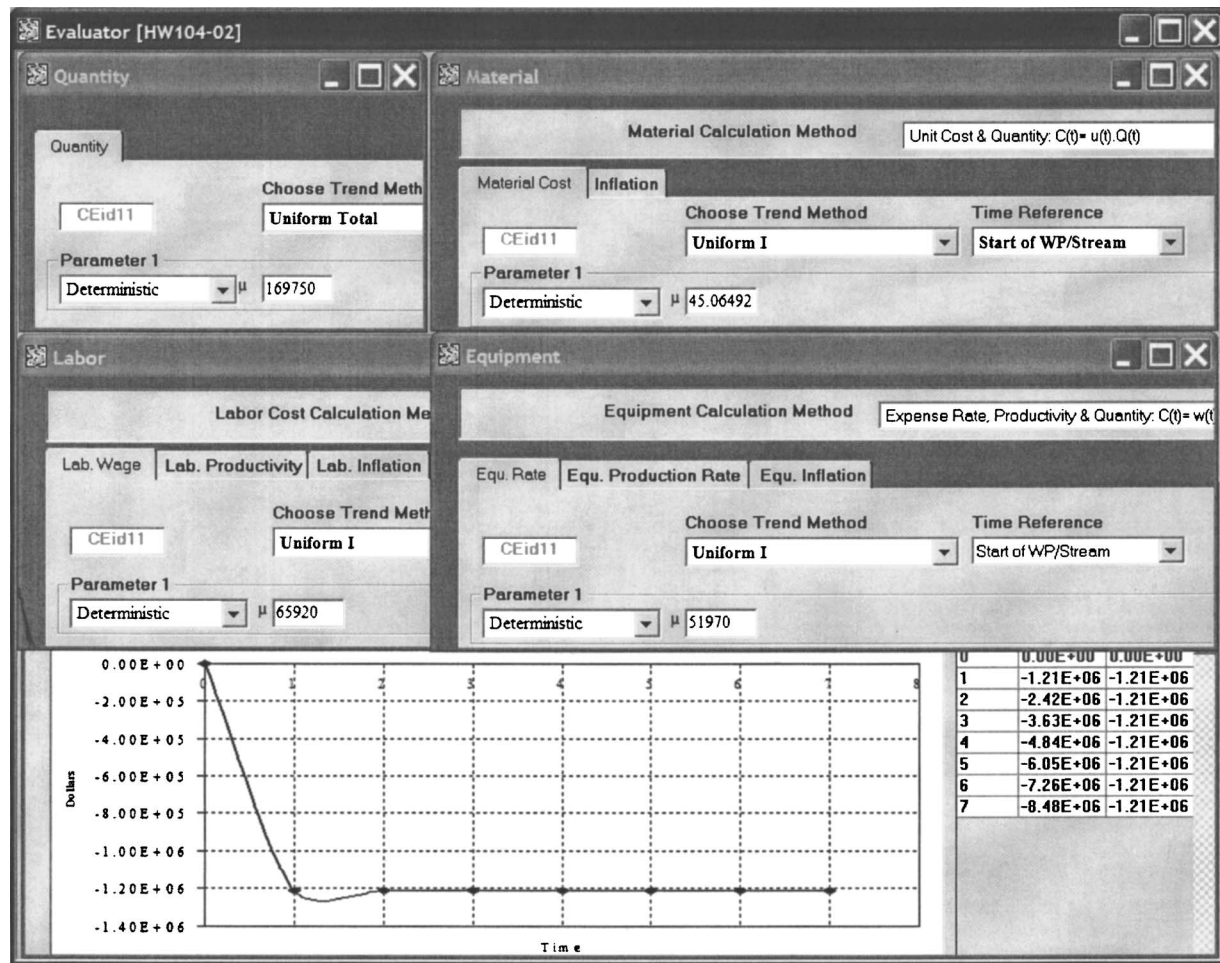 Evaluator [HW104-02]
Quantity
Quantity
Choose Trend Meth
CEid11
Uniform Total
Parameter 1
Deterministic μ 169750
Material
Material Calculation Method Unit Cost & Quantity: C(t)= u(t).Q(t)
Material Cost Inflation
Choose Trend Method Time Reference
CEid11 Uniform I Start of WP/Stream
Parameter 1
Deterministic μ 45.06492
Labor
Labor Cost Calculation Me
Lab. Wage Lab. Productivity Lab. Inflation
Choose Trend Meth
CEid11 Uniform I
Parameter 1
Deterministic μ 65920
Equipment
Equipment Calculation Method Expense Rate, Productivity & Quantity: C(t)= w(t
Equ. Rate Equ. Production Rate Equ. Inflation
Choose Trend Method Time Reference
CEid11 Uniform I Start of WP/Stream
Parameter 1
Deterministic μ 51970
0.00E+00
0 1 2 3 4 5 6 7 8
-2.00E+05
-4.00E+05
-6.00E+05
-8.00E+05
-1.00E+06
-1.20E+06
-1.40E+06
Dollars
Time
0 0.00E+00 0.00E+00
1 -1.21E+06 -1.21E+06
2 -2.42E+06 -1.21E+06
3 -3.63E+06 -1.21E+06
4 -4.84E+06 -1.21E+06
5 -6.05E+06 -1.21E+06
6 -7.26E+06 -1.21E+06
7 -8.48E+06 -1.21E+06